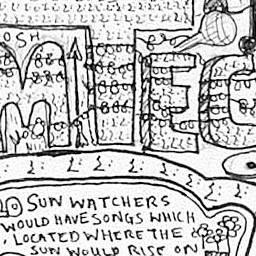 OSH
SUN WATCHERS
WOULD HAVE SONGS WHICH
LOCATED WHERE THE
SUN WOULD RISE ON